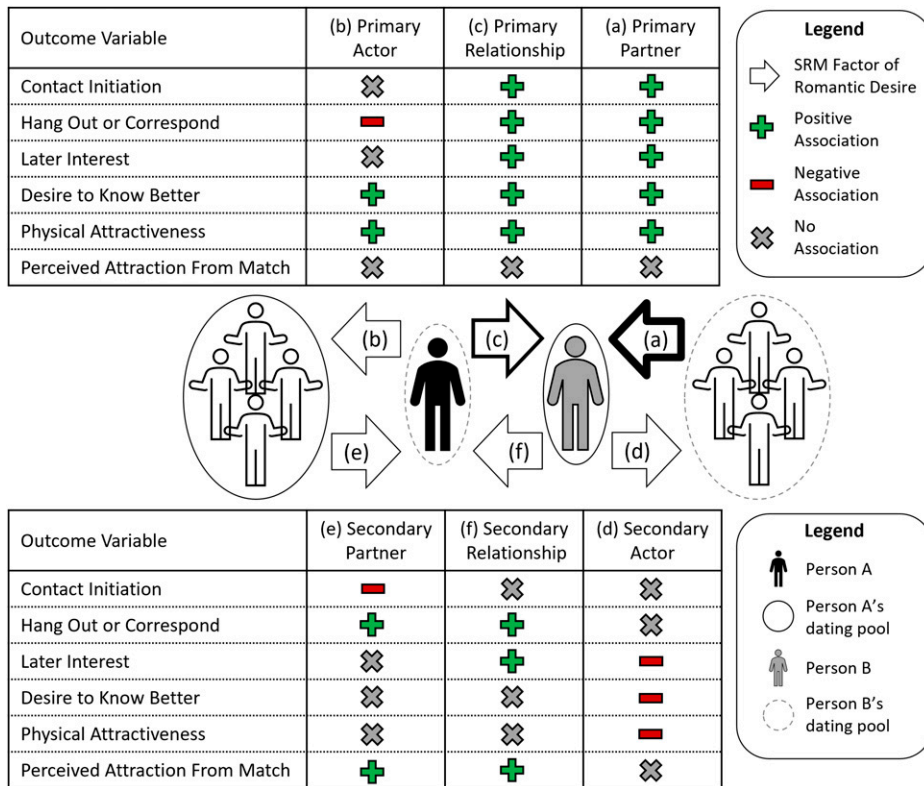 Outcome Variable
(b) Primary
Actor
(c) Primary
Relationship
(a) Primary
Partner
Contact Initiation
Hang Out or Correspond
Later Interest
Desire to Know Better
Physical Attractiveness
Perceived Attraction From Match
Legend
SRM Factor of
Romantic Desire
Positive
Association
Negative
Association
No
Association
(b)
(c)
(a)
(e)
(f)
(d)
Outcome Variable
(e) Secondary
Partner
(f) Secondary
Relationship
(d) Secondary
Actor
Contact Initiation
Hang Out or Correspond
Later Interest
Desire to Know Better
Physical Attractiveness
Perceived Attraction From Match
Legend
Person A
Person A's
dating pool
Person B
Person B's
dating pool